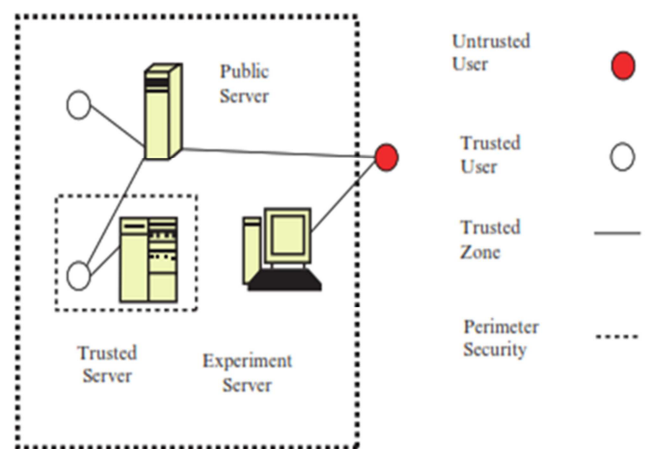 Public
Server
Trusted
Server
Experiment
Server
Untrusted
User
Trusted
User
Trusted
Zone
Perimeter
Security